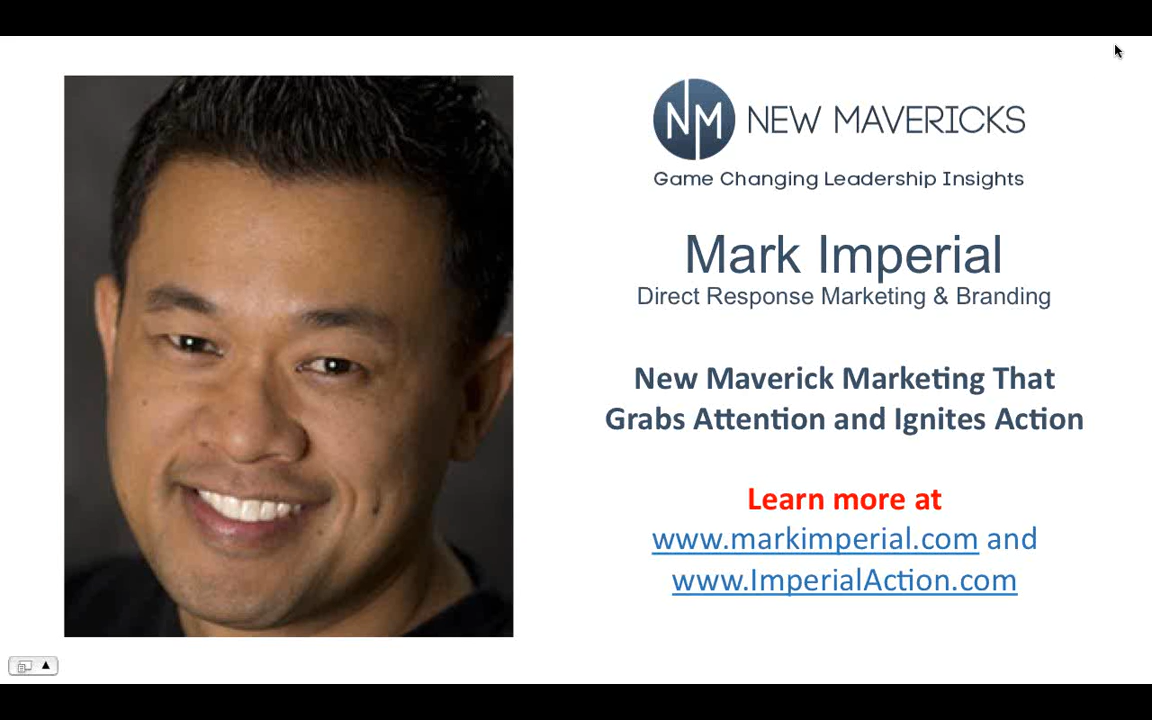 NM NEW MAVERICKS
Game Changing Leadership Insights
Mark Imperial
Direct Response Marketing & Branding
New Maverick Marketing That
Grabs Attention and Ignites Action
Learn more at
www.markimperial.com and
www.ImperialAction.com